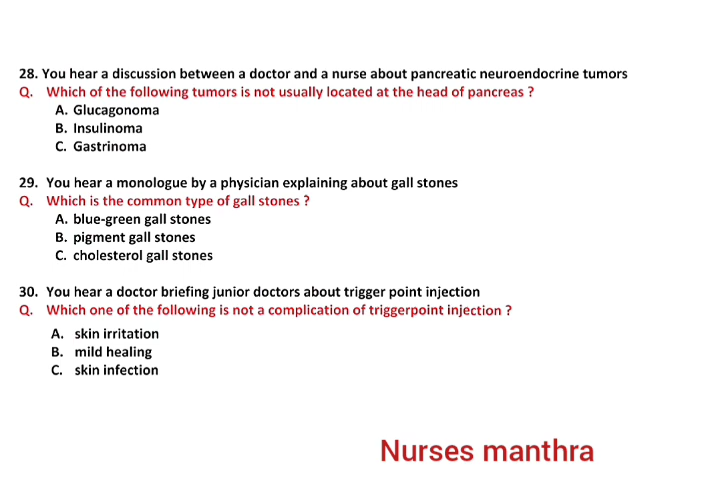 28. You hear a discussion between a doctor and a nurse about pancreatic neuroendocrine tumors
Q. Which of the following tumors is not usually located at the head of pancreas ?
A. Glucagonoma
B. Insulinoma
C. Gastrinoma
29. You hear a monologue by a physician explaining about gall stones
Q. Which is the common type of gall stones ?
A. blue-green gall stones
B. pigment gall stones
C. cholesterol gall stones
30. You hear a doctor briefing junior doctors about trigger point injection
Q. Which one of the following is not a complication of triggerpoint injection ?
A. skin irritation
B. mild healing
C. skin infection
Nurses manthra